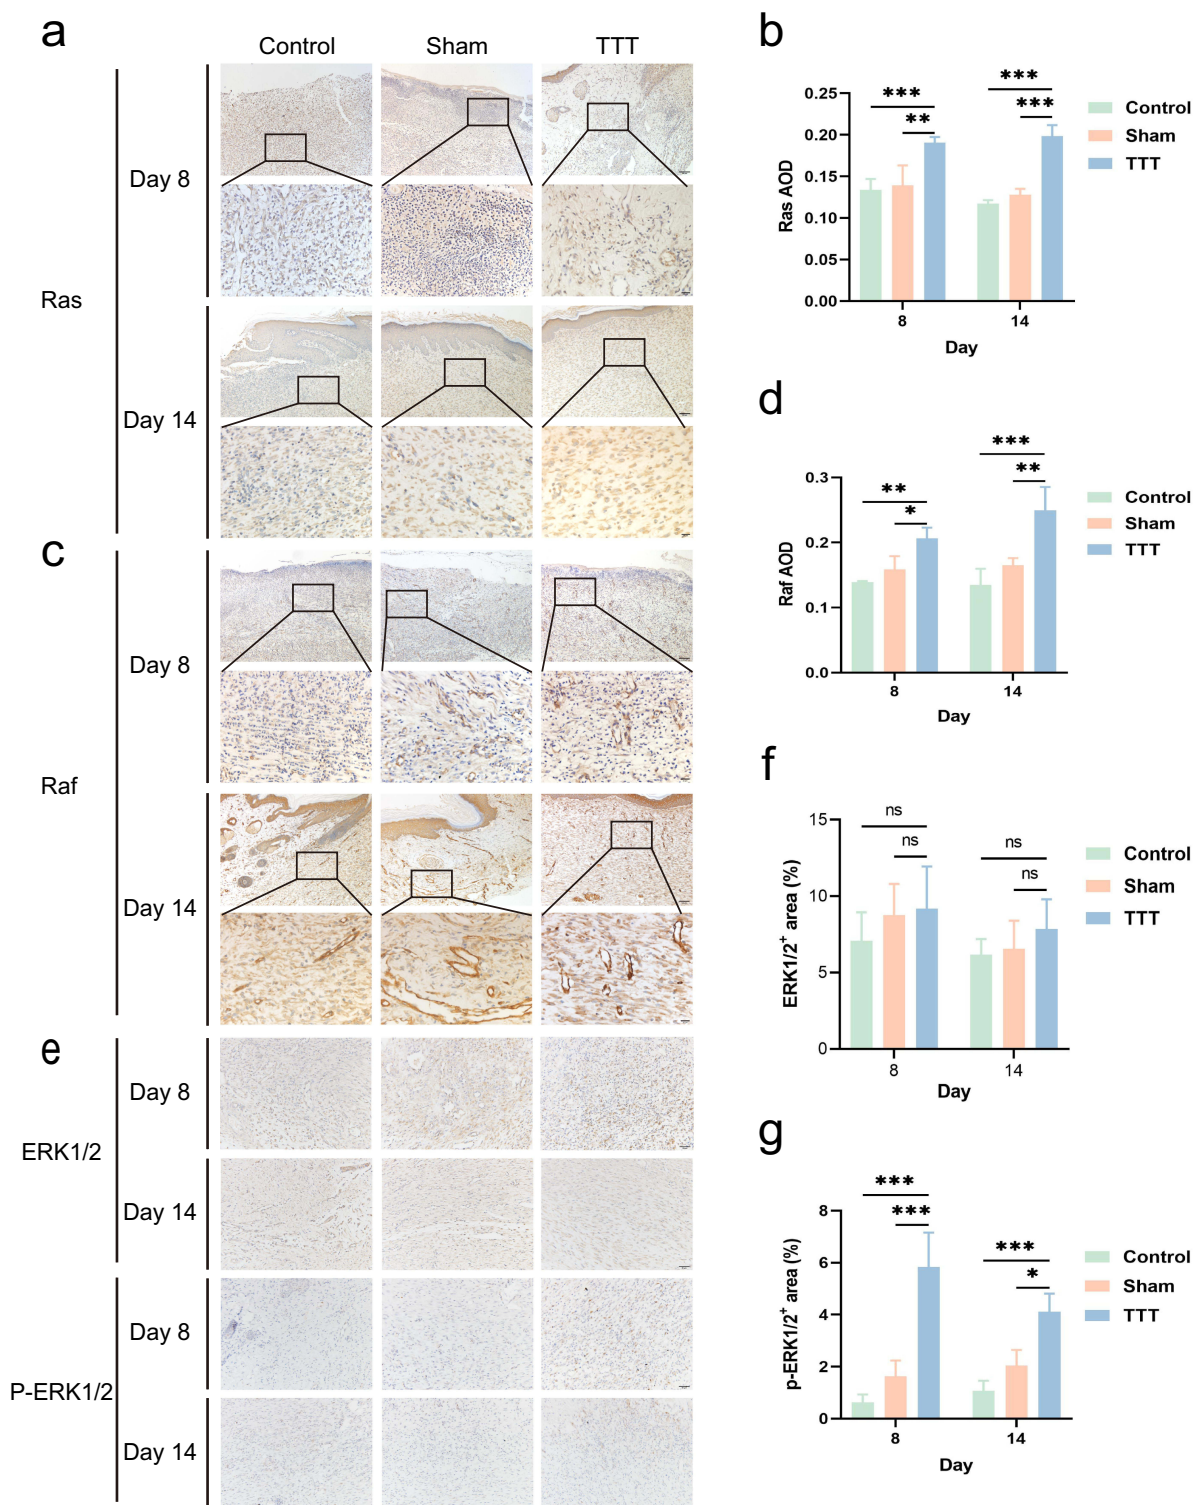 a
Control
Sham
TTT
Ras
Day 8
Day 14
c
Raf
Day 8
Day 14
e
ERK1/2
Day 8
Day 14
P-ERK1/2
Day 8
Day 14
b
Ras AOD
0.25
0.20
0.15
0.10
0.05
0.00
***
**
***
***
8
14
Day
Control
Sham
TTT
d
Raf AOD
0.3
0.2
0.1
0.0
**
*
***
**
8
14
Day
Control
Sham
TTT
f
ERK1/2⁺ area (%)
15
10
5
0
ns
ns
ns
ns
8
14
Day
Control
Sham
TTT
g
p-ERK1/2⁺ area (%)
8
6
4
2
0
***
***
***
*
8
14
Day
Control
Sham
TTT